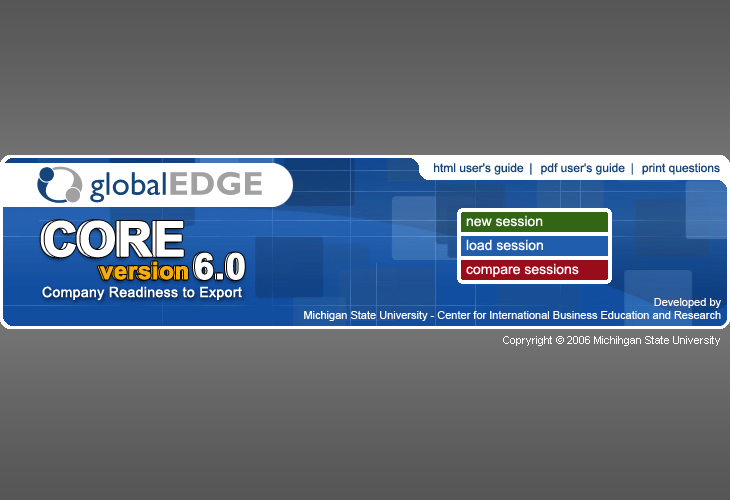 globalEDGE
html user's guide | pdf user's guide | print questions
CORE
version 6.0
Company Readiness to Export
new session
load session
compare sessions
Developed by
Michigan State University - Center for International Business Education and Research
Copryright © 2006 Michihgan State University